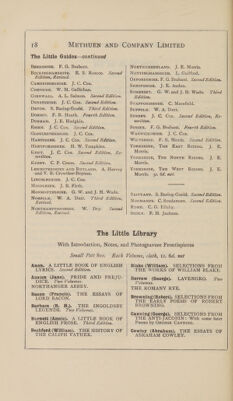 18 METHUEN AND COMPANY LIMITED
The Little Guides—continued
BERKSHIRE. F. G. Brabant.
BUCKINGHAMSHIRE. E. S. Roscoe. Second
Edition, Revised.
CAMBRIDGESHIRE. J. C. Cox.
CHESHIRE. W. M. Gallichan.
CORNWALL. A. L. Salmon. Second Edition.
DERBYSHIRE. J. C. Cox. Second Edition.
DEVON. S. Baring-Gould. Third Edition.
DORSET. F. R. Heath. Fourth Edition.
DURHAM. J. E. Hodgkin.
ESSEX. J. C. Cox. Second Edition.
GLOUCESTERSHIRE. J. C. Cox.
HAMPSHIRE. J. C. Cox. Second Edition.
HERTFORDSHIRE. H. W. Tompkins.
KENT. J. C. Cox. Second Edition, Re-
written.
KERRY. C. P. Crane. Second Edition.
LEICESTERSHIRE AND RUTLAND. A. Harvey
and V. B. Crowther-Beynon.
LINCOLNSHIRE. J. C. Cox.
MIDDLESEX. J. B. Firth.
MONMOUTHSHIRE. G. W. and J. H. Wade.
NORFOLK. W. A. Dutt. Third Edition,
Revised.
NORTHAMPTONSHIRE. W. Dry. Second
Edition, Revised.
NORTHUMBERLAND. J. E. Morris.
NOTTINGHAMSHIRE. L. Guilford.
OXFORDSHIRE. F. G. Brabant. Second Edition.
SHROPSHIRE. J. E. Auden.
SOMERSET. G. W. and J. H. Wade. Third
Edition.
STAFFORDSHIRE. C. Masefield.
SUFFOLK. W. A. Dutt.
SURREY. J. C. Cox. Second Edition, Re-
written.
SUSSEX. F. G. Brabant. Fourth Edition.
WARWICKSHIRE. J. C. Cox.
WILTSHIRE. F. R. Heath. Second Edition.
YORKSHIRE, THE EAST RIDING. J. E.
Morris.
YORKSHIRE, THE NORTH RIDING. J. E.
Morris.
YORKSHIRE, THE WEST RIDING. J. E.
Morris.
BRITTANY. S. Baring-Gould. Second Edition.
NORMANDY. C. Scudamore. Second Edition.
ROME. C. G. Ellaby.
SICILY. F. H. Jackson.
The Little Library
With Introduction, Notes, and Photogravure Frontispieces
Small Pott 8vo. Each Volume, cloth, 1s. 6d. net
Anon. A LITTLE BOOK OF ENGLISH
LYRICS. Second Edition.
Austen (Jane). PRIDE AND PREJU-
DICE. Two Volumes.
NORTHANGER ABBEY.
Bacon (Francis). THE ESSAYS OF
LORD BACON.
Barham (R. H.). THE INGOLDSBY
LEGENDS. Two Volumes.
Barnett (Annie). A LITTLE BOOK OF
ENGLISH PROSE. Third Edition.
Beckford (William). THE HISTORY OF
THE CALIPH VATHEK.
Blake (William). SELECTIONS FROM
THE WORKS OF WILLIAM BLAKE.
Borrow (George). LAVENGRO. Two
Volumes.
THE ROMANY RYE.
Browning (Robert). SELECTIONS FROM
THE EARLY POEMS OF ROBERT
BROWNING.
Canning (George). SELECTIONS FROM
THE ANTI-JACOBIN: With some later
Poems by GEORGE CANNING.
Cowley (Abraham). THE ESSAYS OF
ABRAHAM COWLEY.